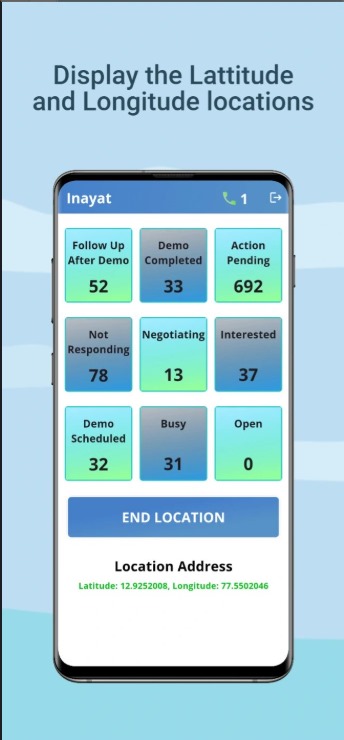 Display the Lattitude
and Longitude locations
Inayat
1
Follow Up
After Demo
52
Demo
Completed
33
Action
Pending
692
Not
Responding
78
Negotiating
13
Interested
37
Demo
Scheduled
32
Busy
31
Open
0
END LOCATION
Location Address
Latitude: 12.9252008, Longitude: 77.5502046